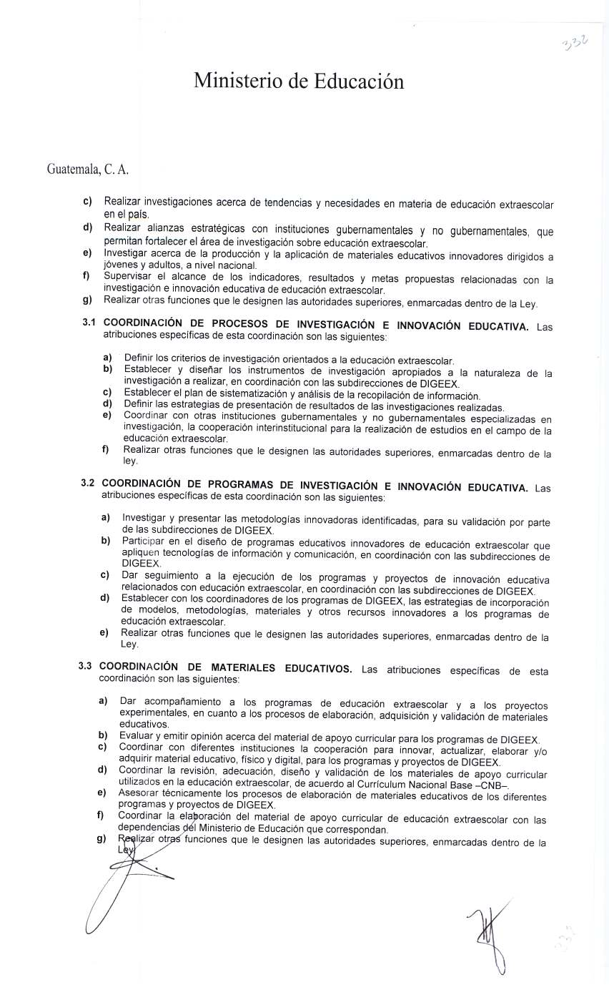 332
Ministerio de Educación
Guatemala, C. A.
c) Realizar investigaciones acerca de tendencias y necesidades en materia de educación extraescolar
en el país.
d) Realizar alianzas estratégicas con instituciones gubernamentales y no gubernamentales, que
permitan fortalecer el área de investigación sobre educación extraescolar.
e) Investigar acerca de la producción y la aplicación de materiales educativos innovadores dirigidos a
jóvenes y adultos, a nivel nacional.
f) Supervisar el alcance de los indicadores, resultados y metas propuestas relacionadas con la
investigación e innovación educativa de educación extraescolar.
g) Realizar otras funciones que le designen las autoridades superiores, enmarcadas dentro de la Ley.
3.1 COORDINACIÓN DE PROCESOS DE INVESTIGACIÓN E INNOVACIÓN EDUCATIVA. Las
atribuciones específicas de esta coordinación son las siguientes:
a) Definir los criterios de investigación orientados a la educación extraescolar.
b) Establecer y diseñar los instrumentos de investigación apropiados a la naturaleza de la
investigación a realizar, en coordinación con las subdirecciones de DIGEEX.
c) Establecer el plan de sistematización y análisis de la recopilación de información.
d) Definir las estrategias de presentación de resultados de las investigaciones realizadas.
e) Coordinar con otras instituciones gubernamentales y no gubernamentales especializadas en
investigación, la cooperación interinstitucional para la realización de estudios en el campo de la
educación extraescolar.
f) Realizar otras funciones que le designen las autoridades superiores, enmarcadas dentro de la
ley.
3.2 COORDINACIÓN DE PROGRAMAS DE INVESTIGACIÓN E INNOVACIÓN EDUCATIVA. Las
atribuciones específicas de esta coordinación son las siguientes:
a) Investigar y presentar las metodologías innovadoras identificadas, para su validación por parte
de las subdirecciones de DIGEEX.
b) Participar en el diseño de programas educativos innovadores de educación extraescolar que
apliquen tecnologías de información y comunicación, en coordinación con las subdirecciones de
DIGEEX.
c) Dar seguimiento a la ejecución de los programas y proyectos de innovación educativa
relacionados con educación extraescolar, en coordinación con las subdirecciones de DIGEEX.
d) Establecer con los coordinadores de los programas de DIGEEX, las estrategias de incorporación
de modelos, metodologías, materiales y otros recursos innovadores a los programas de
educación extraescolar.
e) Realizar otras funciones que le designen las autoridades superiores, enmarcadas dentro de la
Ley.
3.3 COORDINACIÓN DE MATERIALES EDUCATIVOS. Las atribuciones específicas de esta
coordinación son las siguientes:
a) Dar acompañamiento a los programas de educación extraescolar y a los proyectos
experimentales, en cuanto a los procesos de elaboración, adquisición y validación de materiales
educativos.
b) Evaluar y emitir opinión acerca del material de apoyo curricular para los programas de DIGEEX.
c) Coordinar con diferentes instituciones la cooperación para innovar, actualizar, elaborar y/o
adquirir material educativo, físico y digital, para los programas y proyectos de DIGEEX.
d) Coordinar la revisión, adecuación, diseño y validación de los materiales de apoyo curricular
utilizados en la educación extraescolar, de acuerdo al Currículum Nacional Base –CNB–.
e) Asesorar técnicamente los procesos de elaboración de materiales educativos de los diferentes
programas y proyectos de DIGEEX.
f) Coordinar la elaboración del material de apoyo curricular de educación extraescolar con las
dependencias del Ministerio de Educación que correspondan.
g) Realizar otras funciones que le designen las autoridades superiores, enmarcadas dentro de la
Ley.